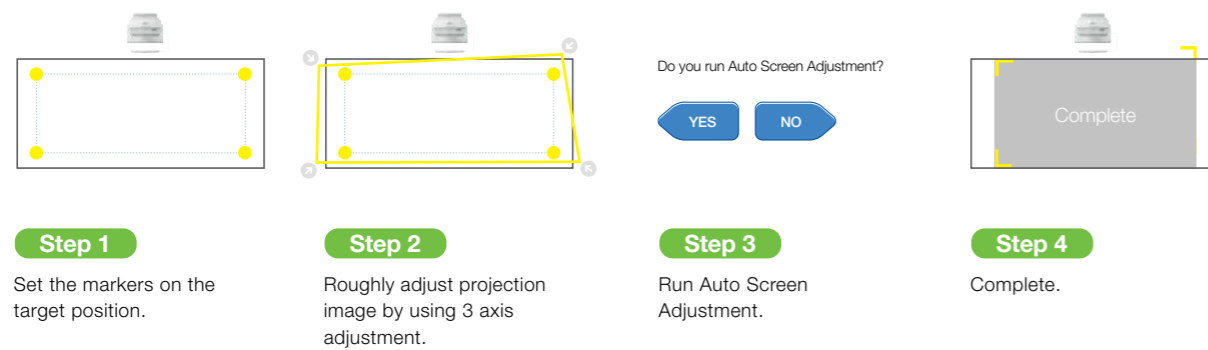 Do you run Auto Screen Adjustment?
YES
NO
Complete
Step 1
Set the markers on the
target position.
Step 2
Roughly adjust projection
image by using 3 axis
adjustment.
Step 3
Run Auto Screen
Adjustment.
Step 4
Complete.